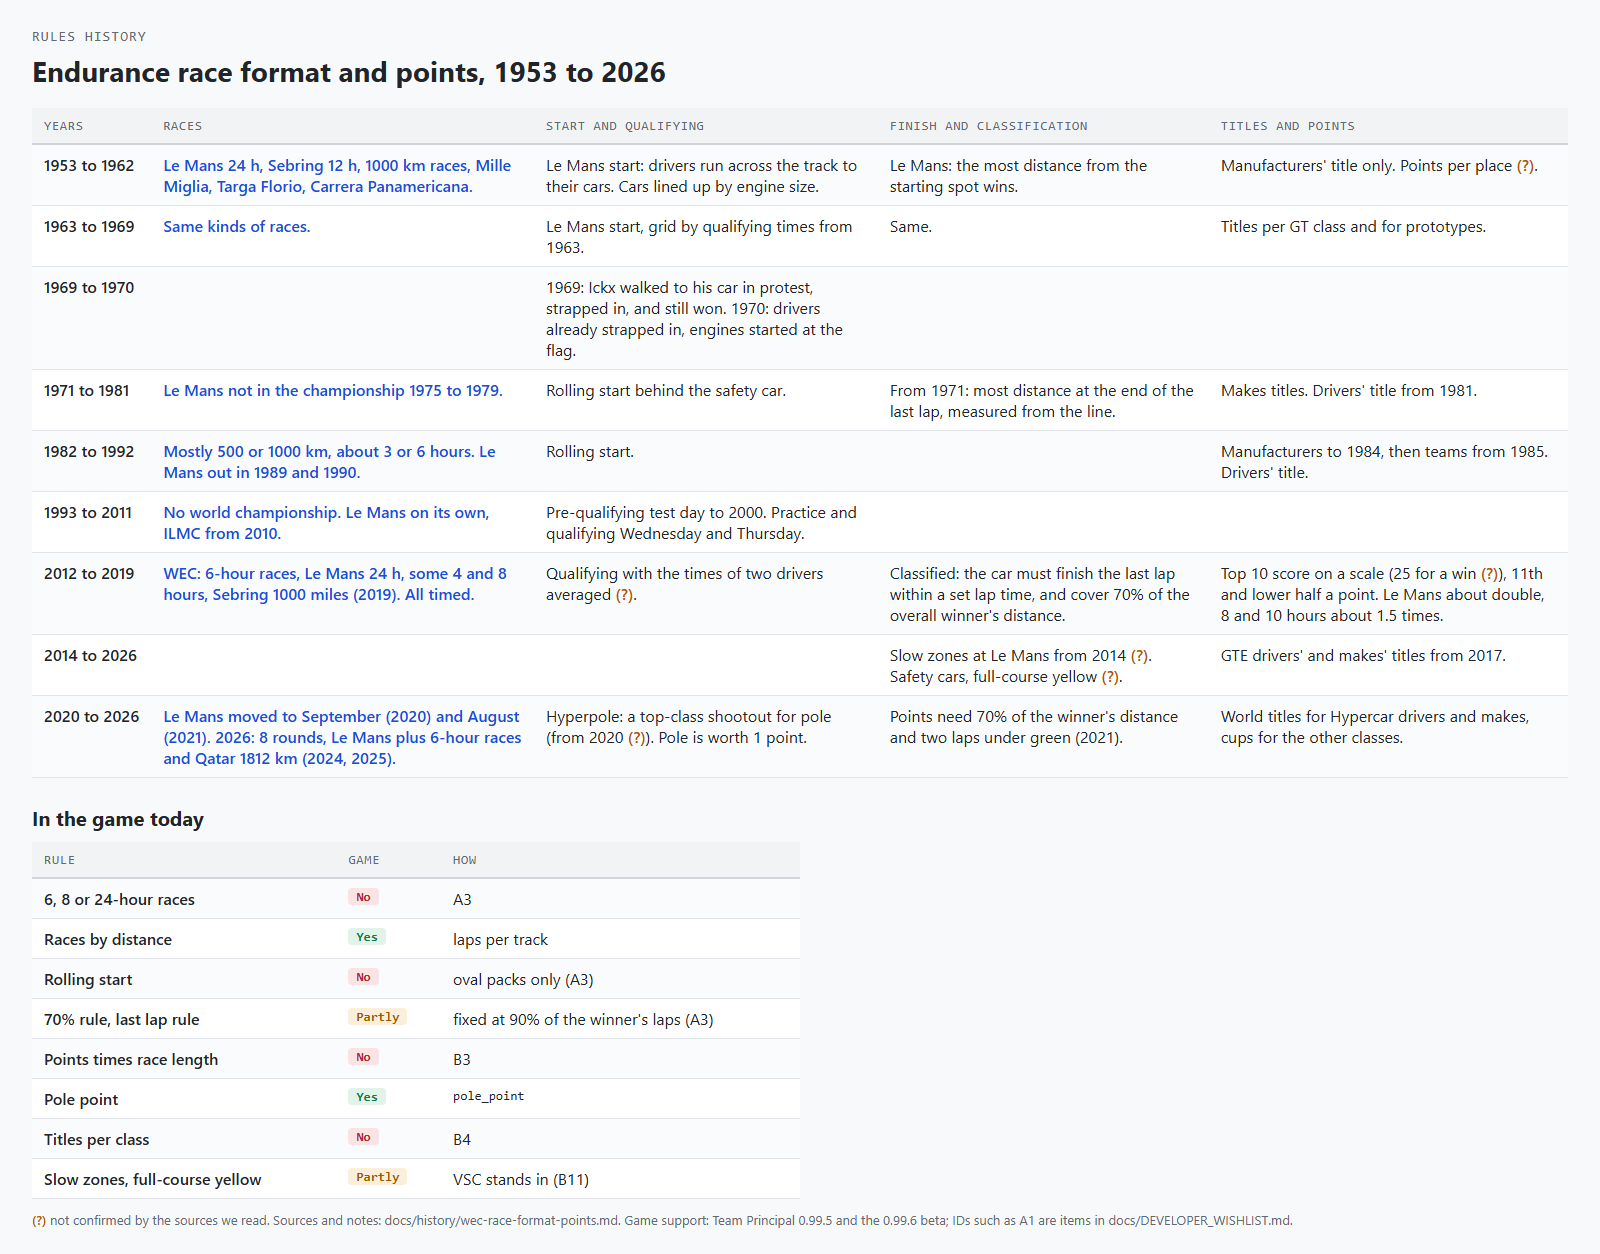 RULES HISTORY
Endurance race format and points, 1953 to 2026
YEARS RACES START AND QUALIFYING FINISH AND CLASSIFICATION TITLES AND POINTS
1953 to 1962 Le Mans 24 h, Sebring 12 h, 1000 km races, Mille Le Mans start: drivers run across the track to Le Mans: the most distance from the Manufacturers' title only. Points per place (?).
Miglia, Targa Florio, Carrera Panamericana. their cars. Cars lined up by engine size. starting spot wins.
1963 to 1969 Same kinds of races. Le Mans start, grid by qualifying times from Same. Titles per GT class and for prototypes.
1963.
1969 to 1970 1969: Ickx walked to his car in protest,
strapped in, and still won. 1970: drivers
already strapped in, engines started at the
flag.
1971 to 1981 Le Mans not in the championship 1975 to 1979. Rolling start behind the safety car. From 1971: most distance at the end of the Makes titles. Drivers' title from 1981.
last lap, measured from the line.
1982 to 1992 Mostly 500 or 1000 km, about 3 or 6 hours. Le Rolling start. Manufacturers to 1984, then teams from 1985.
Mans out in 1989 and 1990. Drivers' title.
1993 to 2011 No world championship. Le Mans on its own, Pre-qualifying test day to 2000. Practice and
ILMC from 2010. qualifying Wednesday and Thursday.
2012 to 2019 WEC: 6-hour races, Le Mans 24 h, some 4 and 8 Qualifying with the times of two drivers Classified: the car must finish the last lap Top 10 score on a scale (25 for a win (?)), 11th
hours, Sebring 1000 miles (2019). All timed. averaged (?). within a set lap time, and cover 70% of the and lower half a point. Le Mans about double,
overall winner's distance. 8 and 10 hours about 1.5 times.
2014 to 2026 Slow zones at Le Mans from 2014 (?). GTE drivers' and makes' titles from 2017.
Safety cars, full-course yellow (?).
2020 to 2026 Le Mans moved to September (2020) and August Hyperpole: a top-class shootout for pole Points need 70% of the winner's distance World titles for Hypercar drivers and makes,
(2021). 2026: 8 rounds, Le Mans plus 6-hour races (from 2020 (?)). Pole is worth 1 point. and two laps under green (2021). cups for the other classes.
and Qatar 1812 km (2024, 2025).
In the game today
RULE GAME HOW
6, 8 or 24-hour races No A3
Races by distance Yes laps per track
Rolling start No oval packs only (A3)
70% rule, last lap rule Partly fixed at 90% of the winner's laps (A3)
Points times race length No B3
Pole point Yes pole_point
Titles per class No B4
Slow zones, full-course yellow Partly VSC stands in (B11)
(?) not confirmed by the sources we read. Sources and notes: docs/history/wec-race-format-points.md. Game support: Team Principal 0.99.5 and the 0.99.6 beta; IDs such as A1 are items in docs/DEVELOPER_WISHLIST.md.